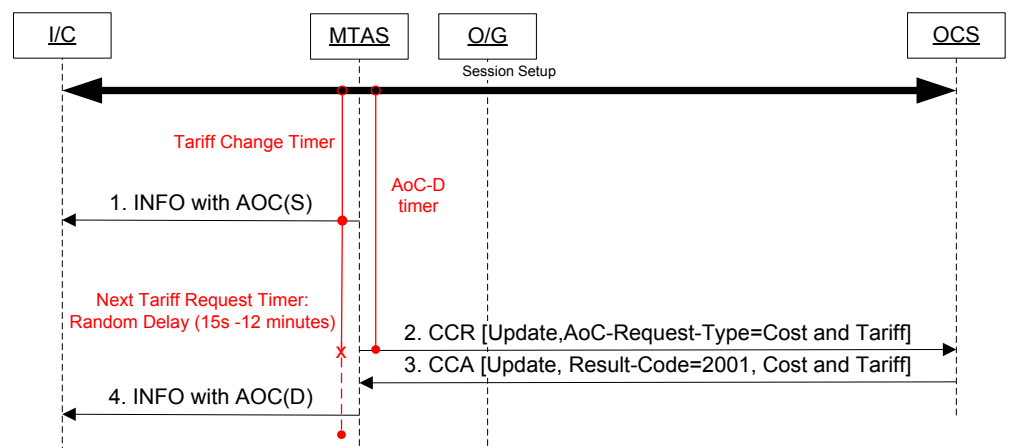 I/C
MTAS
O/G
OCS
Session Setup
Tariff Change Timer
AoC-D
timer
1. INFO with AOC(S)
Next Tariff Request Timer:
Random Delay (15s -12 minutes)
x
2. CCR [Update,AoC-Request-Type=Cost and Tariff]
3. CCA [Update, Result-Code=2001, Cost and Tariff]
4. INFO with AOC(D)